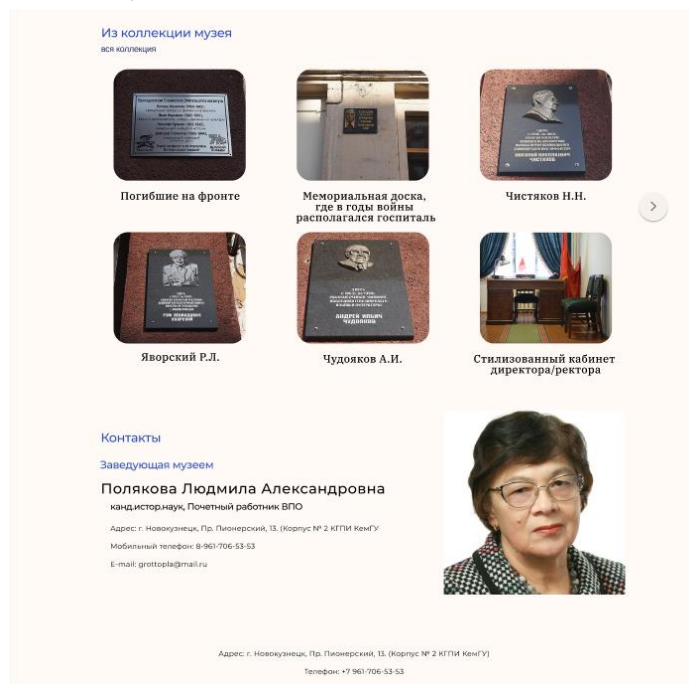 Из коллекции музея
вся коллекция
Погибшие на фронте
Мемориальная доска,
где в годы войны
располагался госпиталь
Чистяков Н.Н.
Яворский Р.Л.
Чудояков А.И.
Стилизованный кабинет
директора/ректора
Контакты
Заведующая музеем
Полякова Людмила Александровна
канд.истор.наук, Почетный работник ВПО
Адрес: г. Новокузнецк, Пр. Пионерский, 13. (Корпус № 2 КГПИ КемГУ
Мобильный телефон: 8-961-706-53-53
E-mail: grottopla@mail.ru
Адрес: г. Новокузнецк, Пр. Пионерский, 13. (Корпус № 2 КГПИ КемГУ)
Телефон: +7 961-706-53-53